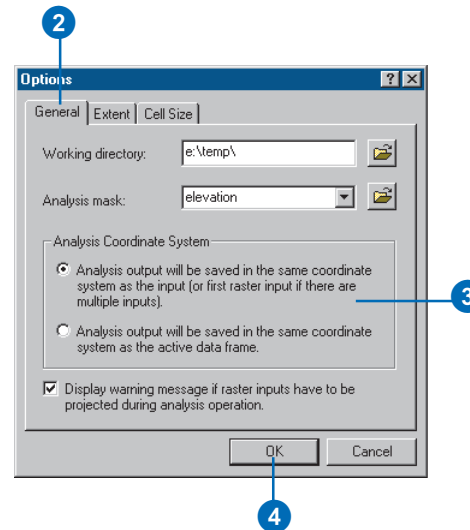 2
Options
General Extent Cell Size
Working directory: e:\temp\
Analysis mask: elevation
Analysis Coordinate System
Analysis output will be saved in the same coordinate
system as the input (or first raster input if there are
multiple inputs).
3
Analysis output will be saved in the same coordinate
system as the active data frame.
Display warning message if raster inputs have to be
projected during analysis operation.
OK Cancel
4